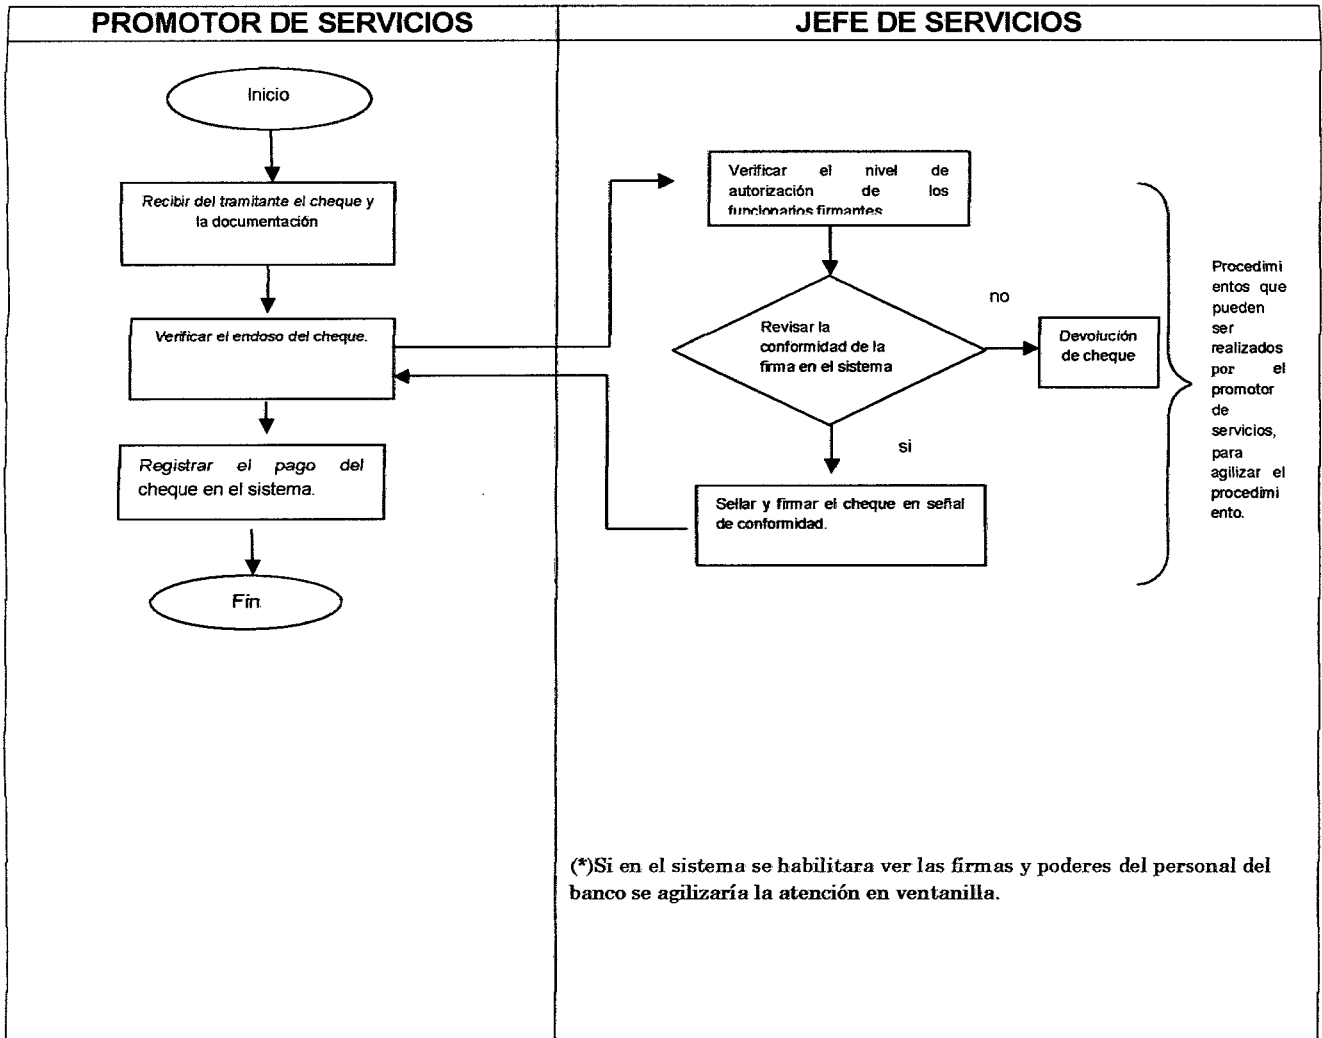 PROMOTOR DE SERVICIOS
JEFE DE SERVICIOS
Inicio
Recibir del tramitante el cheque y
la documentación
Verificar el endoso del cheque.
Registrar el pago del
cheque en el sistema.
Fin
Verificar el nivel de
autorización de los
funcionarios firmantes
Revisar la
conformidad de la
firma en el sistema
no
Devolución
de cheque
si
Sellar y firmar el cheque en señal
de conformidad.
Procedimi
entos que
pueden
ser
realizados
por el
promotor
de
servicios,
para
agilizar el
procedimi
ento.
(*)Si en el sistema se habilitara ver las firmas y poderes del personal del
banco se agilizaría la atención en ventanilla.